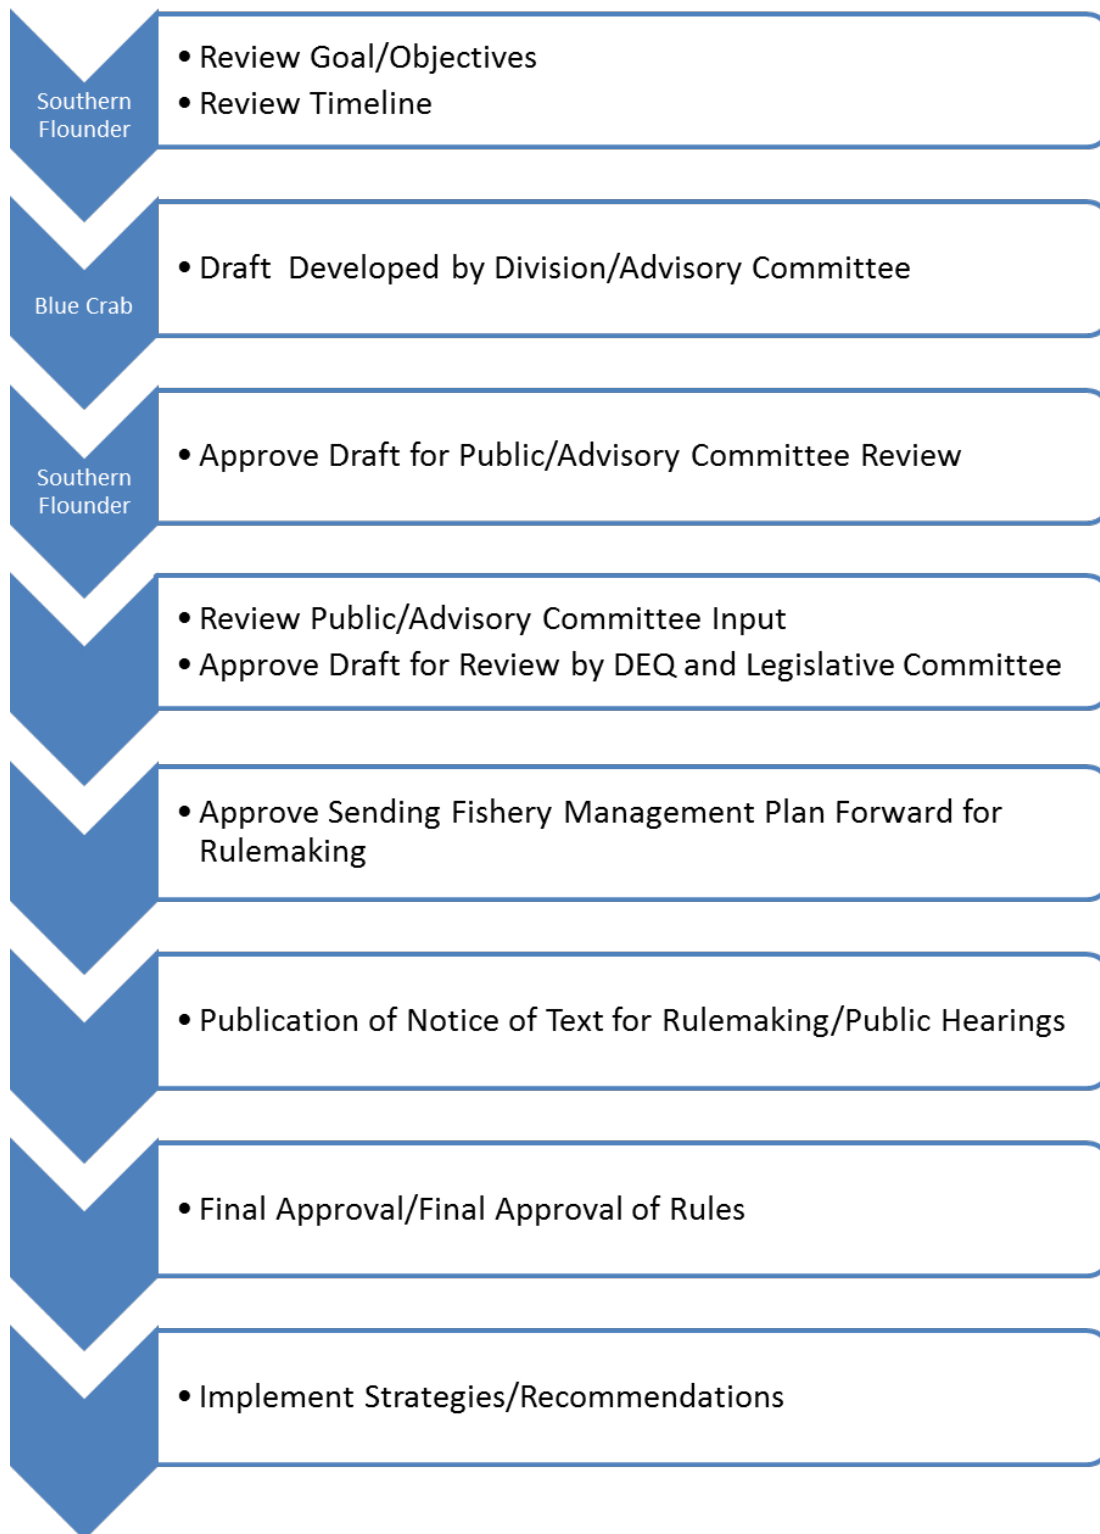 Southern
Flounder
• Review Goal/Objectives
• Review Timeline
Blue Crab
• Draft  Developed by Division/Advisory Committee
Southern
Flounder
• Approve Draft for Public/Advisory Committee Review
• Review Public/Advisory Committee Input
• Approve Draft for Review by DEQ and Legislative Committee
• Approve Sending Fishery Management Plan Forward for
Rulemaking
• Publication of Notice of Text for Rulemaking/Public Hearings
• Final Approval/Final Approval of Rules
• Implement Strategies/Recommendations